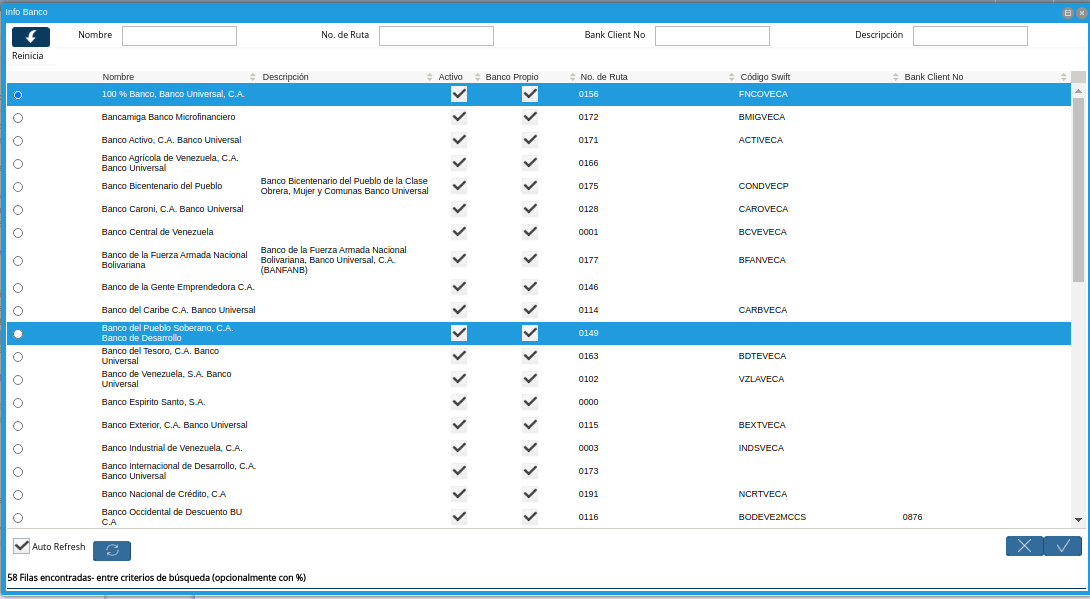 Info Banco
Nombre No. de Ruta Bank Client No Descripción
Reinicia
Nombre Descripción Activo Banco Propio No. de Ruta Código Swift Bank Client No
100 % Banco, Banco Universal, C.A. 0156 FNCOVECA
Bancamiga Banco Microfinanciero 0172 BMIGVECA
Banco Activo, C.A. Banco Universal 0171 ACTIVECA
Banco Agrícola de Venezuela, C.A.
Banco Universal 0166
Banco Bicentenario del Pueblo Banco Bicentenario del Pueblo de la Clase
Obrera, Mujer y Comunas Banco Universal 0175 CONDVECP
Banco Caroni, C.A. Banco Universal 0128 CAROVECA
Banco Central de Venezuela 0001 BCVEVECA
Banco de la Fuerza Armada Nacional
Bolivariana
Banco de la Fuerza Armada Nacional
Bolivariana, Banco Universal, C.A.
(BANFANB) 0177 BFANVECA
Banco de la Gente Emprendedora C.A. 0146
Banco del Caribe C.A. Banco Universal 0114 CARBVECA
Banco del Pueblo Soberano, C.A.
Banco de Desarrollo 0149
Banco del Tesoro, C.A. Banco
Universal 0163 BDTEVECA
Banco de Venezuela, S.A. Banco
Universal 0102 VZLAVECA
Banco Espirito Santo, S.A. 0000
Banco Exterior, C.A. Banco Universal 0115 BEXTVECA
Banco Industrial de Venezuela, C.A. 0003 INDSVECA
Banco Internacional de Desarrollo, C.A.
Banco Universal 0173
Banco Nacional de Crédito, C.A 0191 NCRTVECA
Banco Occidental de Descuento BU
C.A 0116 BODEVE2MCCS 0876
Auto Refresh
58 Filas encontradas- entre criterios de búsqueda (opcionalmente con %)